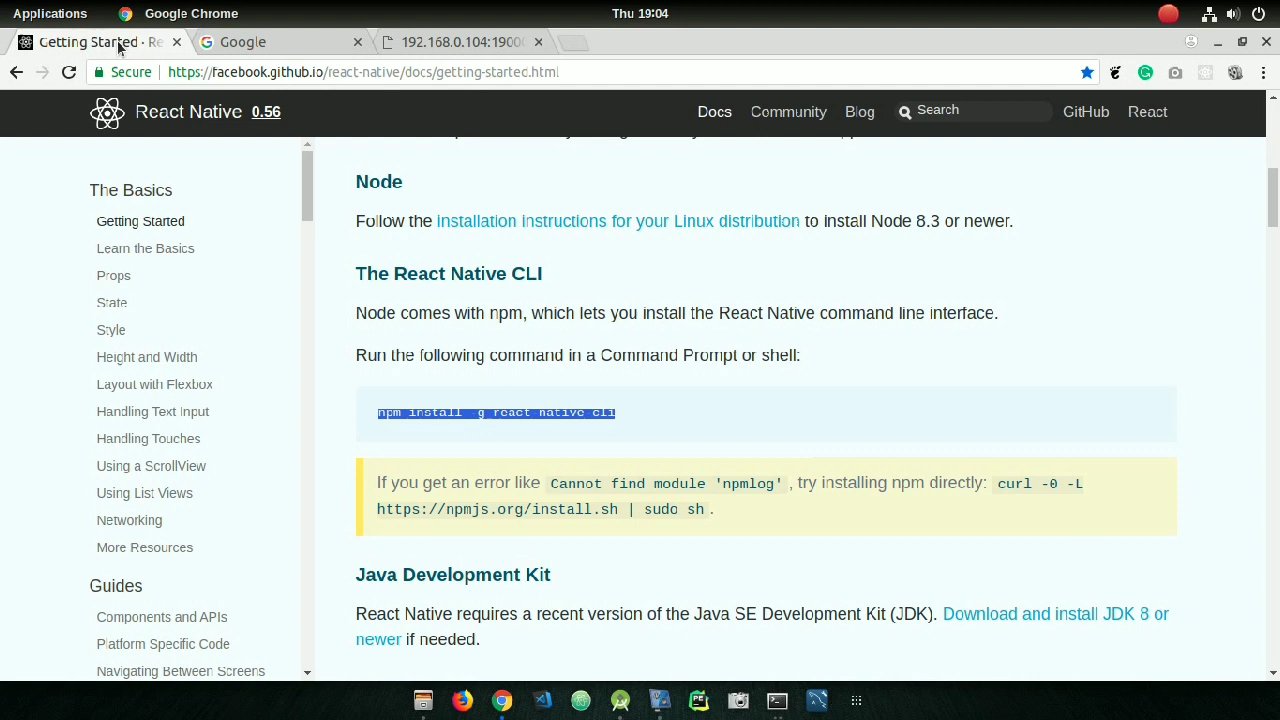 Applications Google Chrome Thu 19:04
Getting Started · Re Google 192.168.0.104:1900
Secure https://facebook.github.io/react-native/docs/getting-started.html
React Native 0.56 Docs Community Blog Search GitHub React
The Basics
Getting Started
Learn the Basics
Props
State
Style
Height and Width
Layout with Flexbox
Handling Text Input
Handling Touches
Using a ScrollView
Using List Views
Networking
More Resources
Guides
Components and APIs
Platform Specific Code
Navigating Between Screens
Node
Follow the installation instructions for your Linux distribution to install Node 8.3 or newer.
The React Native CLI
Node comes with npm, which lets you install the React Native command line interface.
Run the following command in a Command Prompt or shell:
npm install -g react-native-cli
If you get an error like Cannot find module 'npmlog', try installing npm directly: curl -0 -L
https://npmjs.org/install.sh | sudo sh.
Java Development Kit
React Native requires a recent version of the Java SE Development Kit (JDK). Download and install JDK 8 or
newer if needed.